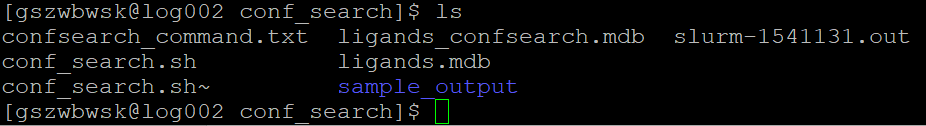 [gszwbwsk@log002 conf_search]$ ls
confsearch_command.txt  ligands_confsearch.mdb  slurm-1541131.out
conf_search.sh          ligands.mdb
conf_search.sh~         sample_output
[gszwbwsk@log002 conf_search]$